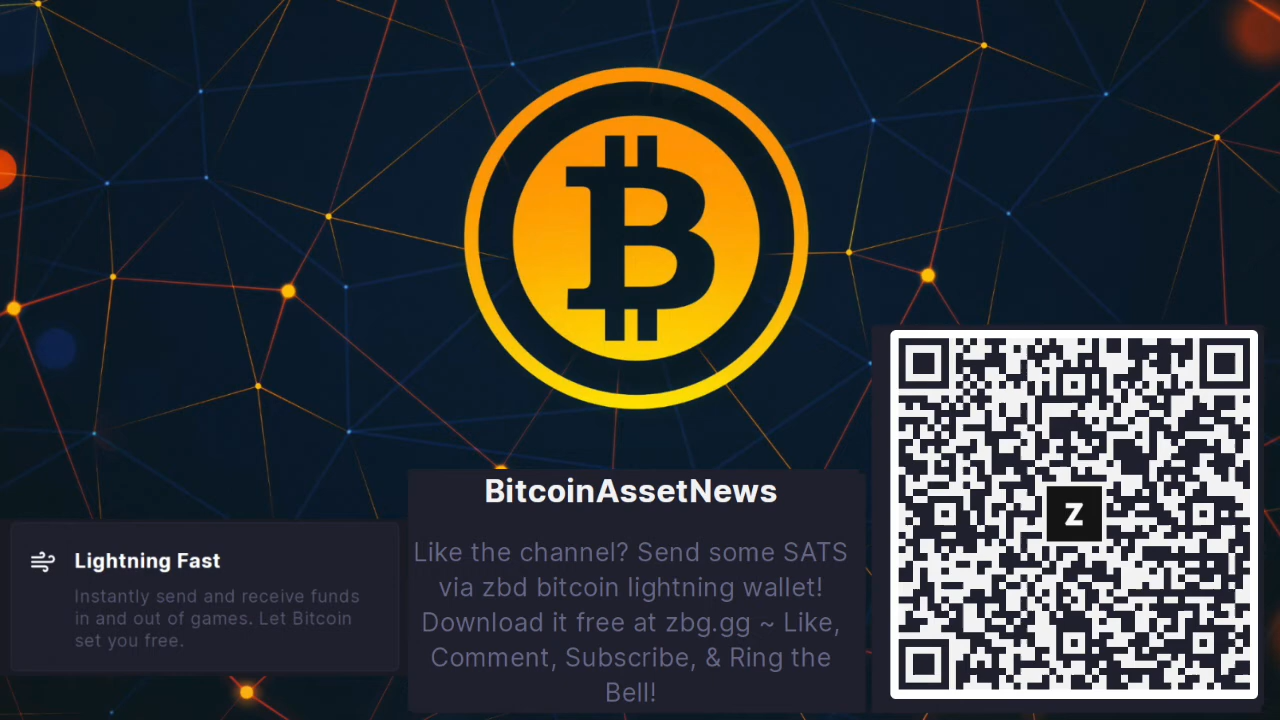 BitcoinAssetNews
Like the channel? Send some SATS
via zbd bitcoin lightning wallet!
Download it free at zbg.gg ~ Like,
Comment, Subscribe, & Ring the
Bell!
Lightning Fast
Instantly send and receive funds
in and out of games. Let Bitcoin
set you free.
Z